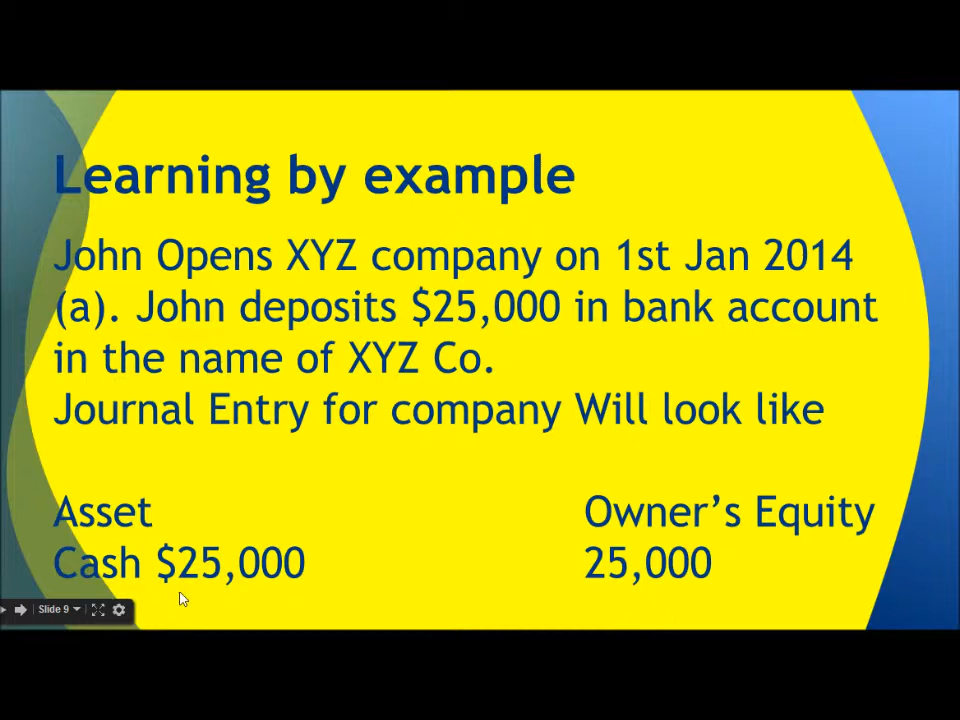 Learning by example
John Opens XYZ company on 1st Jan 2014
(a). John deposits $25,000 in bank account
in the name of XYZ Co.
Journal Entry for company Will look like
Asset Owner’s Equity
Cash $25,000 25,000
Slide 9